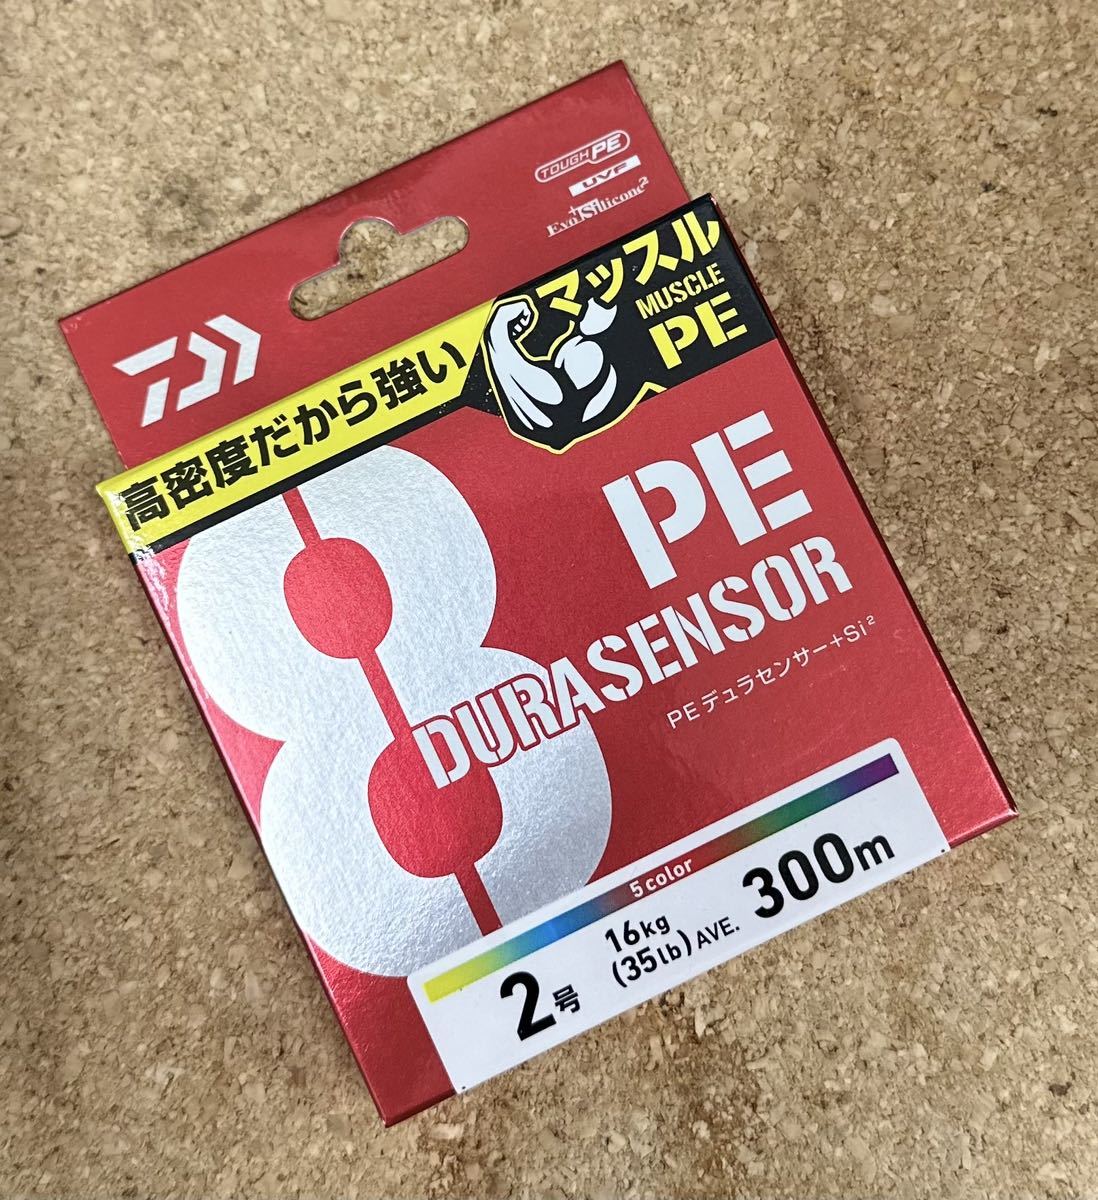 TOUGH PE
UVF
Evo Silicone²
+Si
マッスル
MUSCLE
PE
高密度だから強い
8
PE
DURASENSOR
PEデュラセンサー+Si²
5color
2号
16kg
(35lb) AVE.
300m